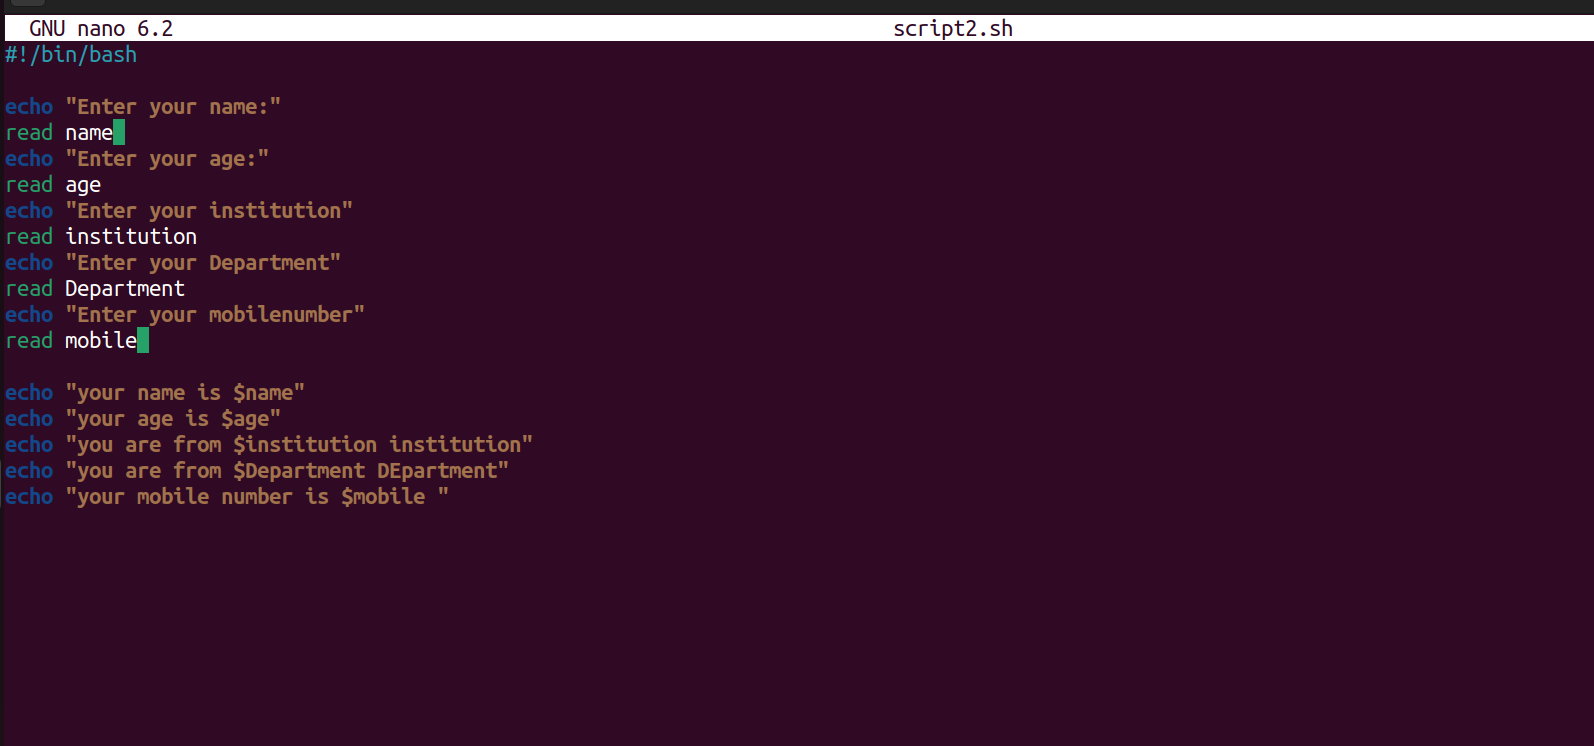 GNU nano 6.2 script2.sh
#!/bin/bash
echo "Enter your name:"
read name
echo "Enter your age:"
read age
echo "Enter your institution"
read institution
echo "Enter your Department"
read Department
echo "Enter your mobilenumber"
read mobile
echo "your name is $name"
echo "your age is $age"
echo "you are from $institution institution"
echo "you are from $Department DEpartment"
echo "your mobile number is $mobile "